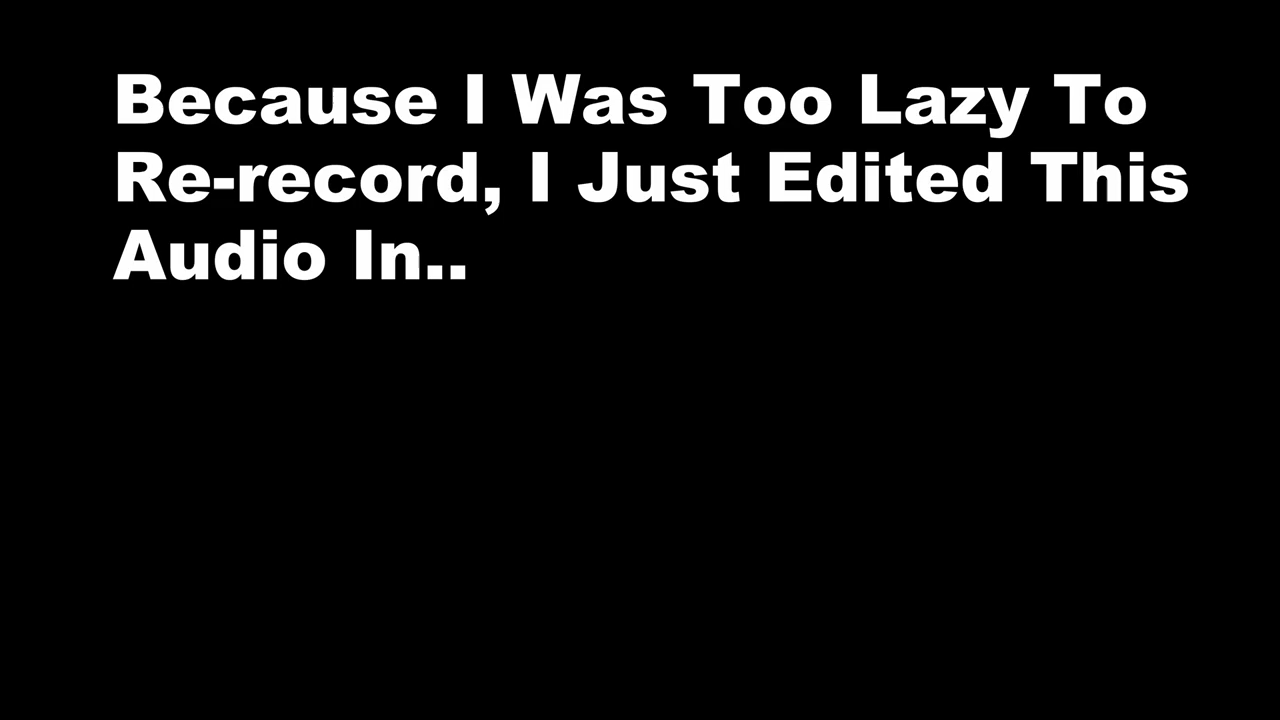 Because I Was Too Lazy To
Re-record, I Just Edited This
Audio In..